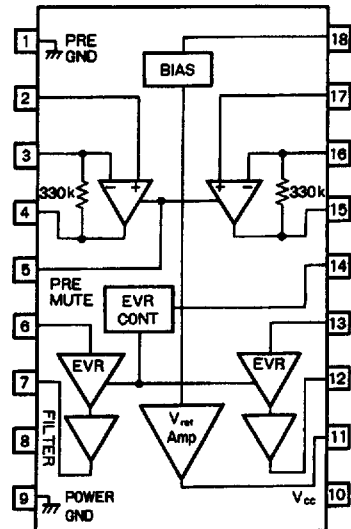 1 PRE GND 18
BIAS
2 17
3 - + + - 16
330k 330k
4 15
5 14
PRE MUTE
EVR CONT
6 13
EVR EVR
7 12
FILTER
Vref Amp
8 11
9 POWER GND Vcc 10